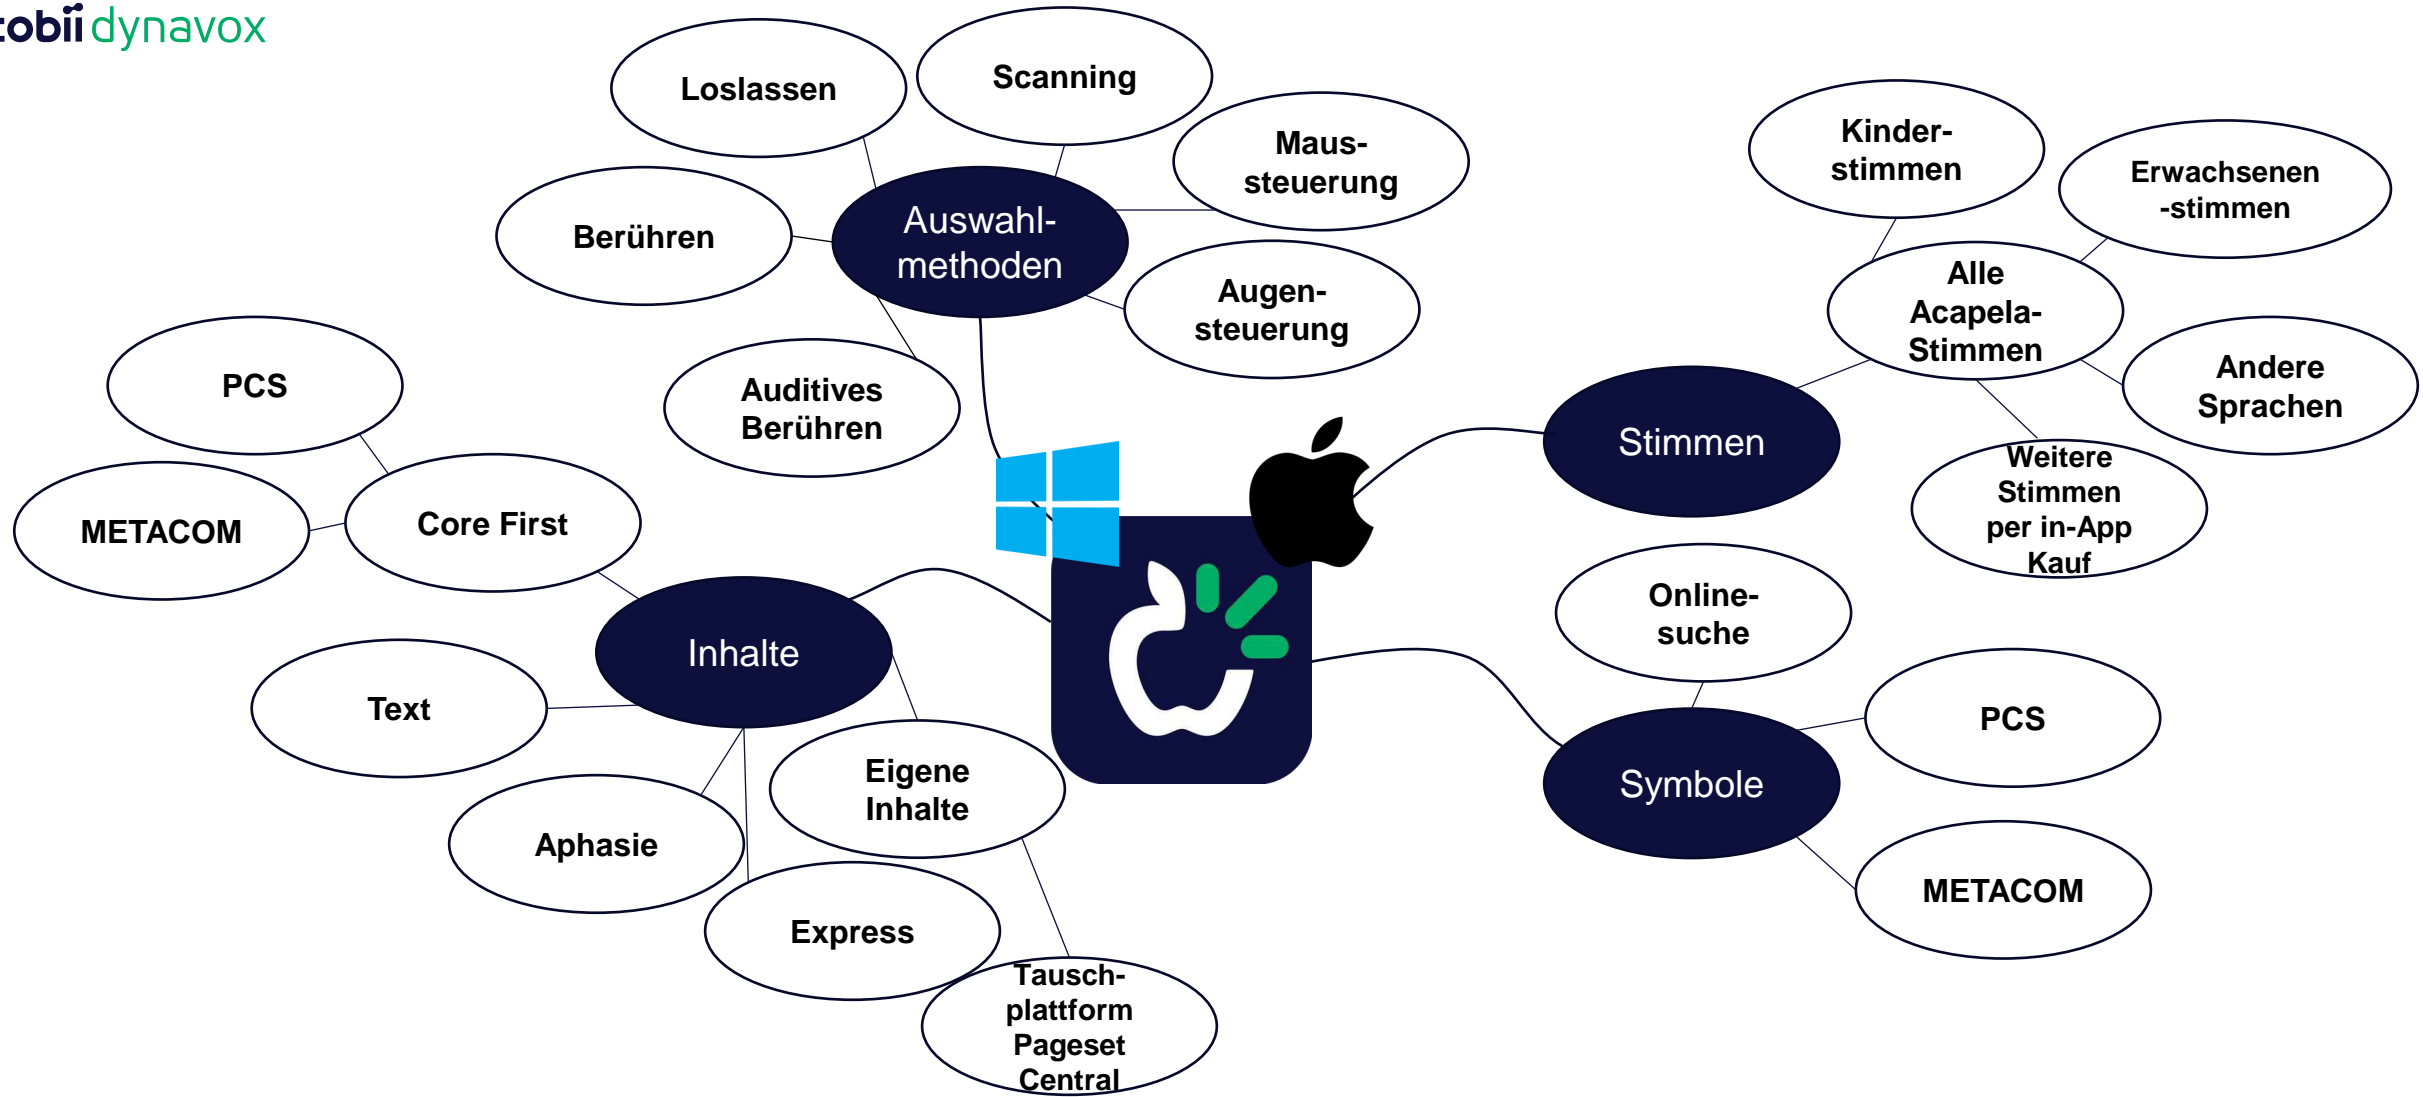 tobii dynavox
Loslassen
Scanning
Maus-
steuerung
Berühren
Auswahl-
methoden
Augen-
steuerung
Auditives
Berühren
Kinder-
stimmen
Erwachsenen
-stimmen
Alle
Acapela-
Stimmen
Andere
Sprachen
Stimmen
Weitere
Stimmen
per in-App
Kauf
PCS
METACOM
Core First
Inhalte
Text
Aphasie
Eigene
Inhalte
Express
Tausch-
plattform
Pageset
Central
Online-
suche
PCS
Symbole
METACOM